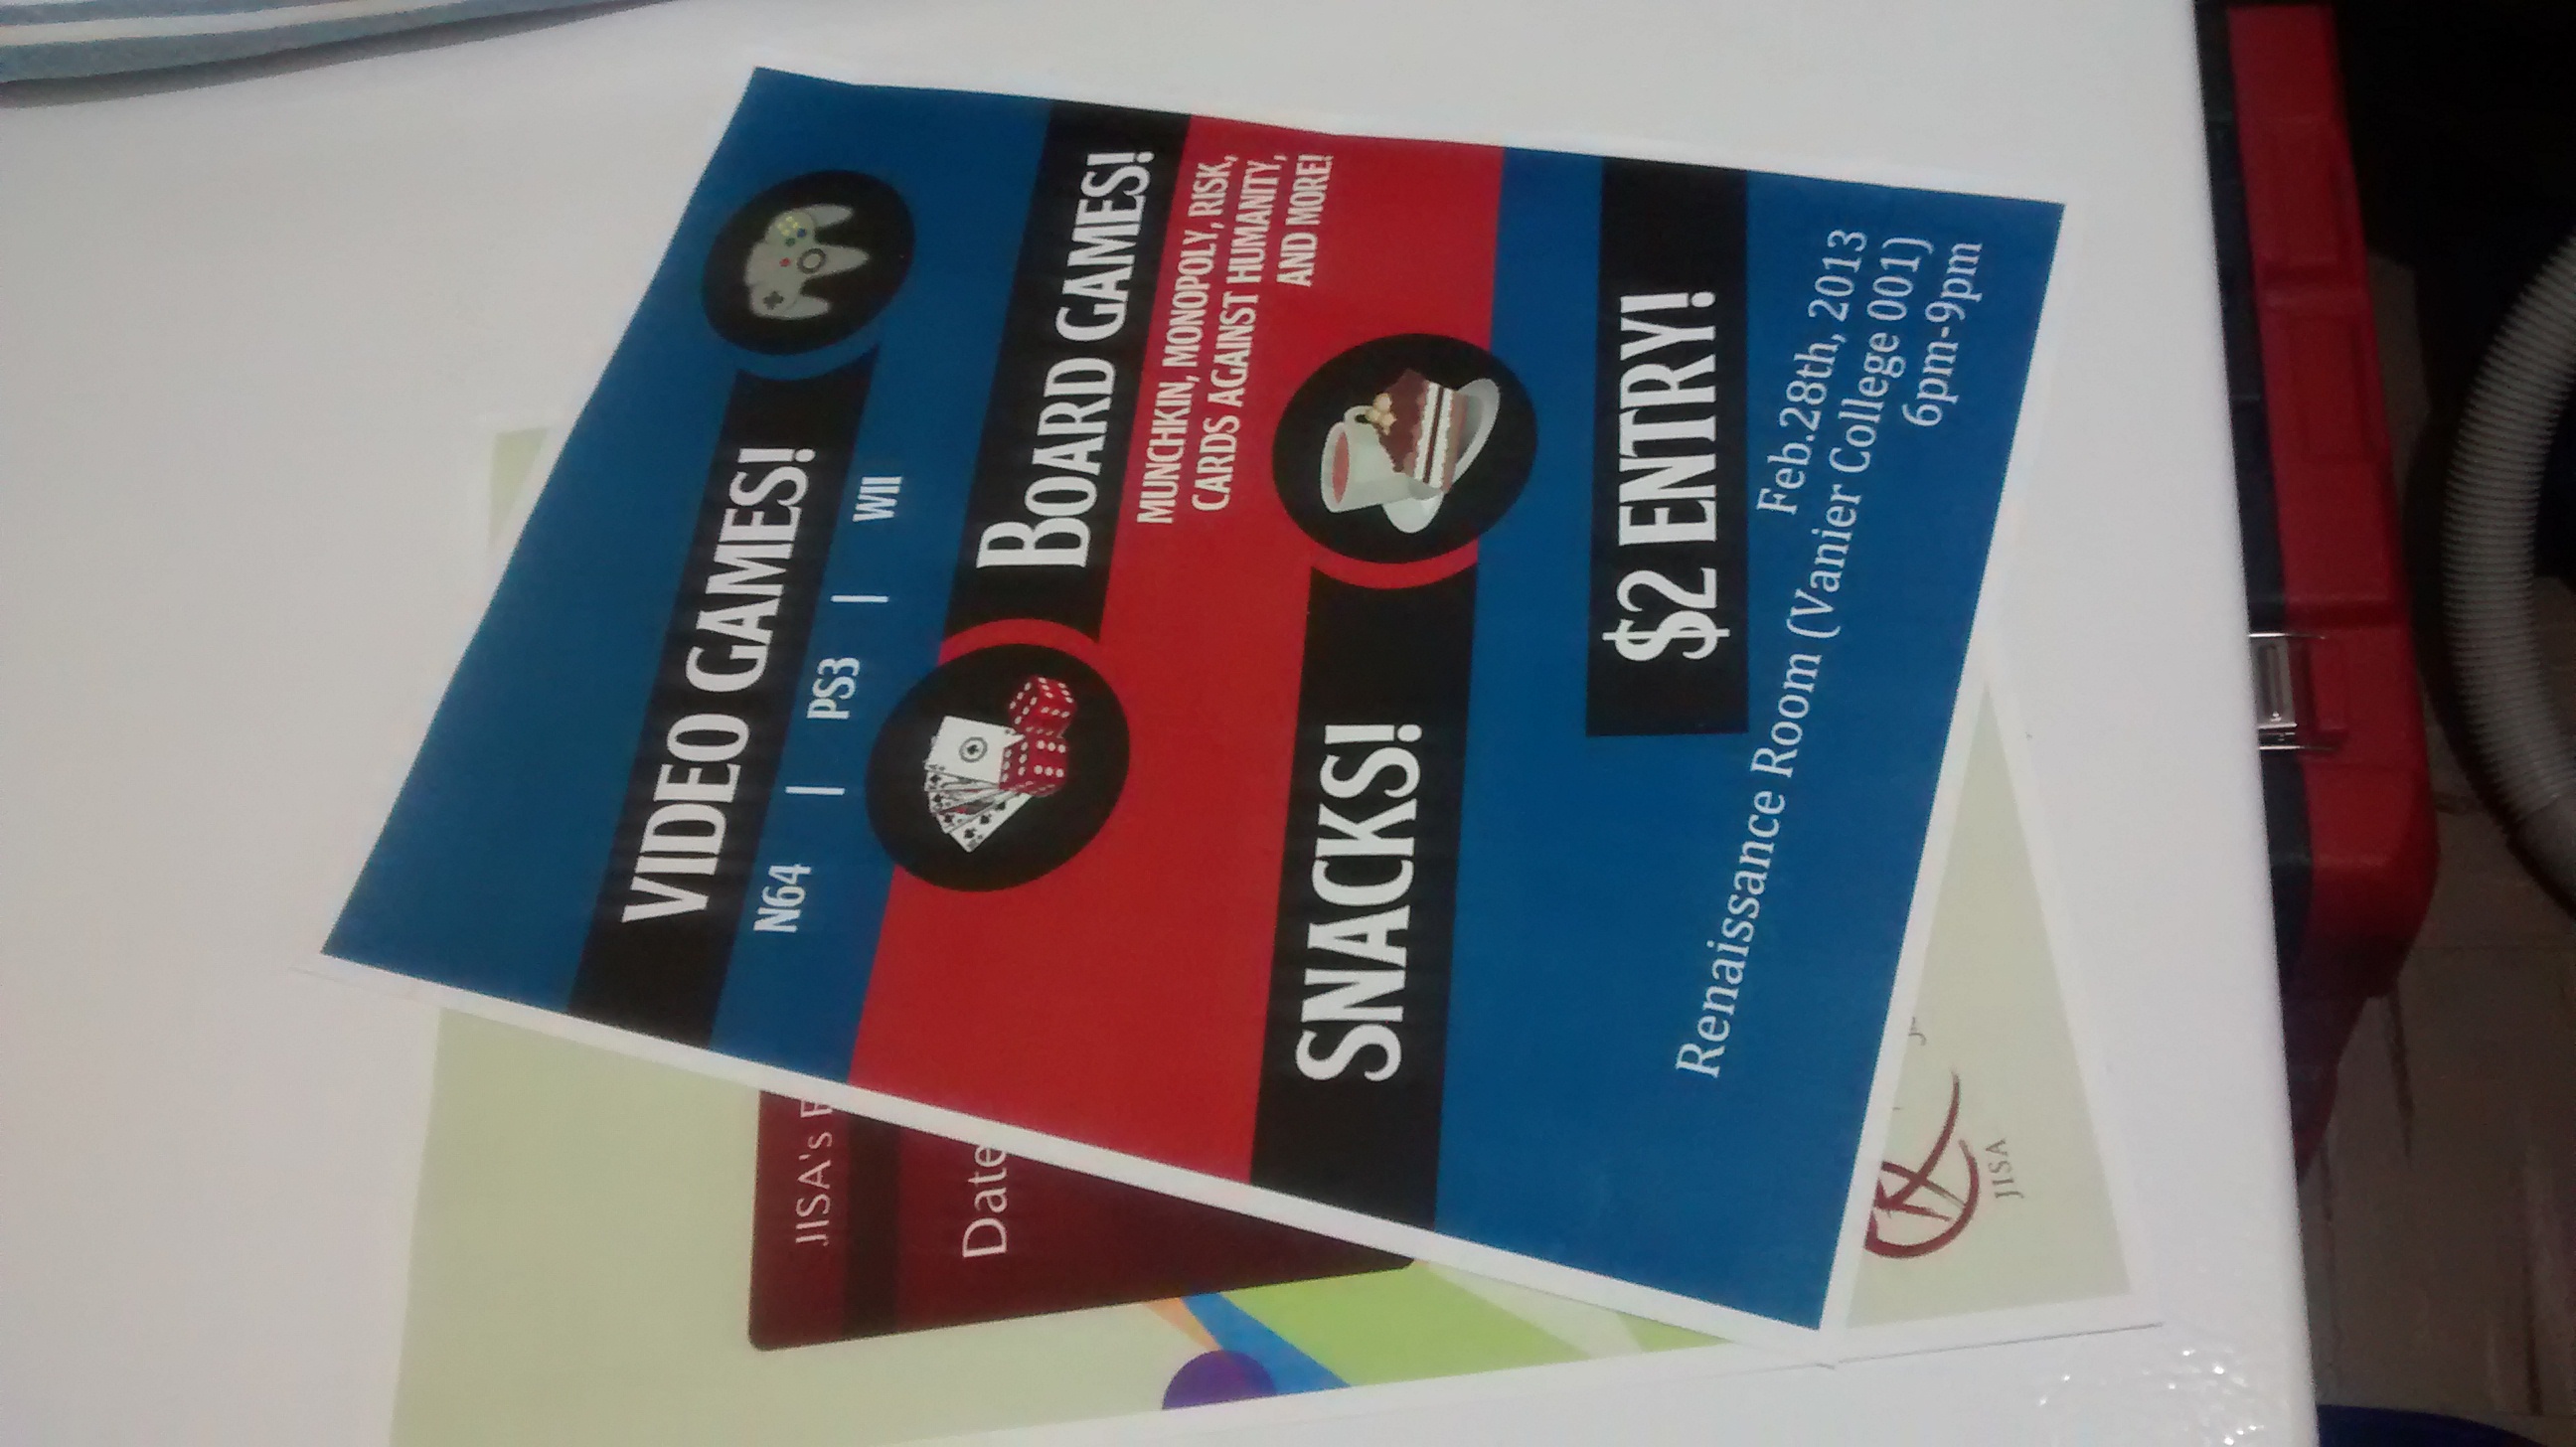 VIDEO GAMES!
N64 | PS3 | WII
BOARD GAMES!
MUNCHKIN, MONOPOLY, RISK,
CARDS AGAINST HUMANITY,
AND MORE!
SNACKS!
$2 ENTRY!
Feb.28th, 2013
Renaissance Room (Vanier College 001)
6pm-9pm
JISA's
Date
JISA